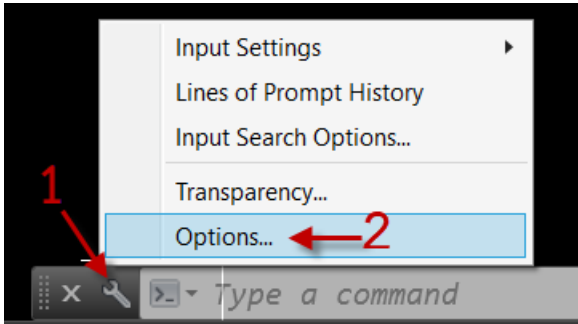 Input Settings
Lines of Prompt History
Input Search Options...
Transparency...
Options...
2
1
Type a command